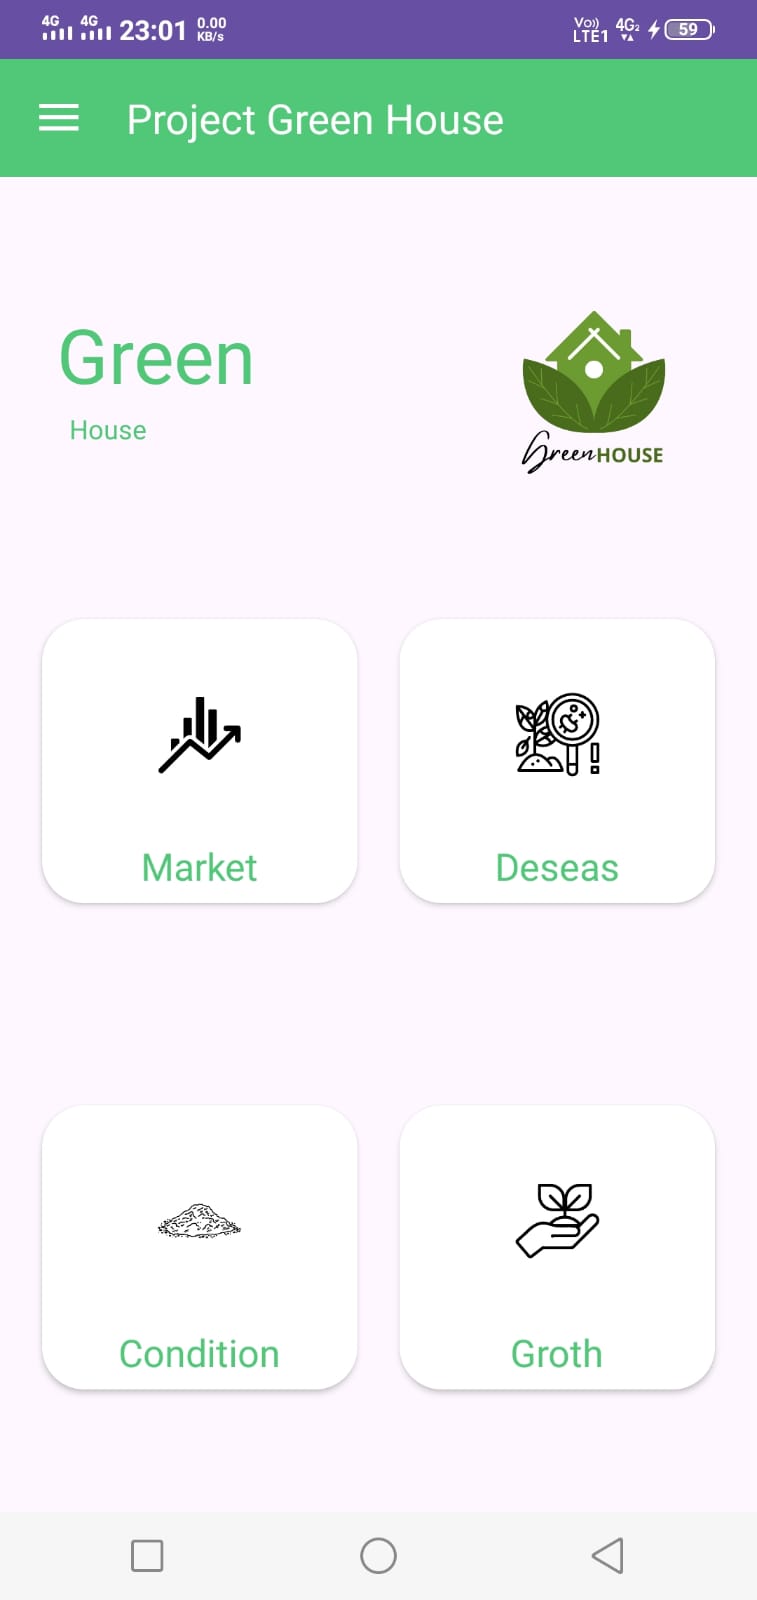 4G 4G 23:01 0.00 KB/s Vo)) LTE1 4G2 59
Project Green House
Green
House
GreenHOUSE
Market
Deseas
Condition
Groth